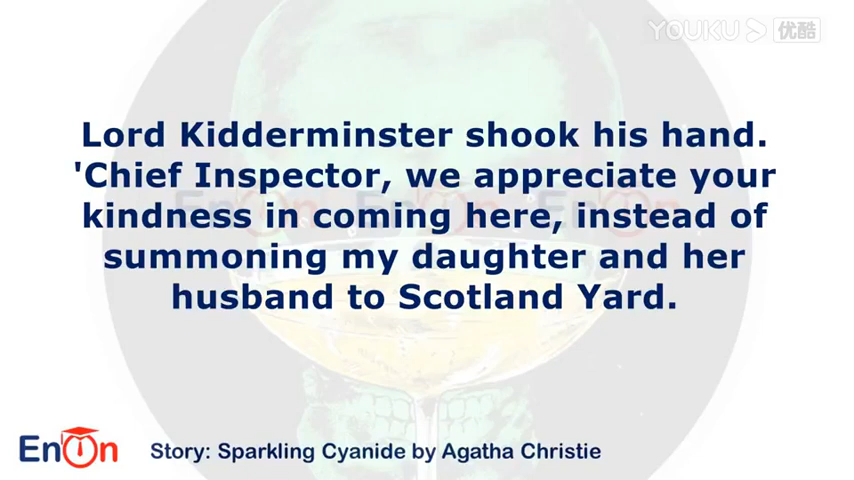 YOUKU 优酷
Lord Kidderminster shook his hand.
'Chief Inspector, we appreciate your
kindness in coming here, instead of
summoning my daughter and her
husband to Scotland Yard.
EnOn
Story: Sparkling Cyanide by Agatha Christie